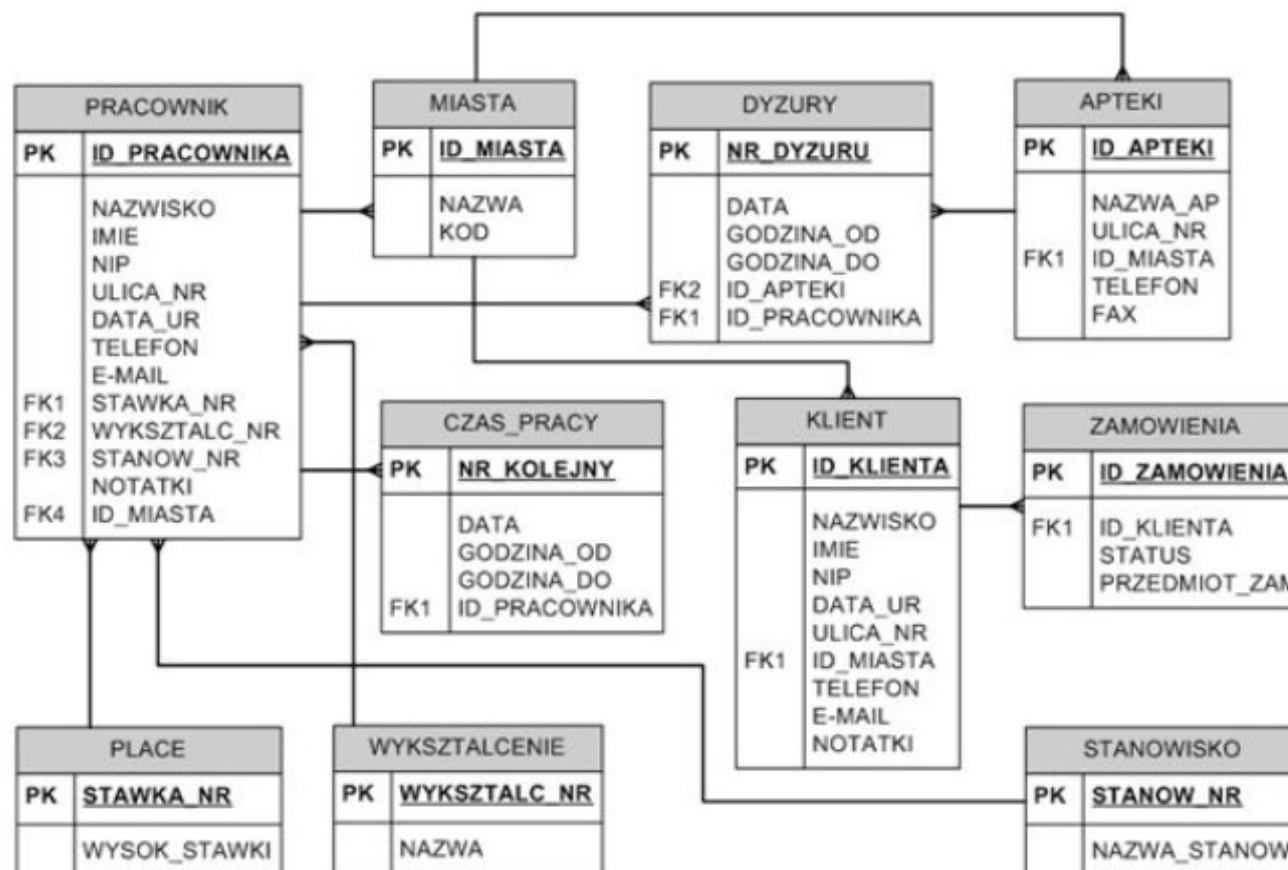 PRACOWNIK
PK ID_PRACOWNIKA
NAZWISKO
IMIE
NIP
ULICA_NR
DATA_UR
TELEFON
E-MAIL
FK1 STAWKA_NR
FK2 WYKSZTALC_NR
FK3 STANOW_NR
NOTATKI
FK4 ID_MIASTA
MIASTA
PK ID_MIASTA
NAZWA
KOD
DYZURY
PK NR_DYZURU
DATA
GODZINA_OD
GODZINA_DO
FK2 ID_APTEKI
FK1 ID_PRACOWNIKA
APTEKI
PK ID_APTEKI
NAZWA_AP
ULICA_NR
FK1 ID_MIASTA
TELEFON
FAX
CZAS_PRACY
PK NR_KOLEJNY
DATA
GODZINA_OD
GODZINA_DO
FK1 ID_PRACOWNIKA
KLIENT
PK ID_KLIENTA
NAZWISKO
IMIE
NIP
DATA_UR
ULICA_NR
FK1 ID_MIASTA
TELEFON
E-MAIL
NOTATKI
ZAMOWIENIA
PK ID_ZAMOWIENIA
FK1 ID_KLIENTA
STATUS
PRZEDMIOT_ZAM
PLACE
PK STAWKA_NR
WYSOK_STAWKI
WYKSZTALCENIE
PK WYKSZTALC_NR
NAZWA
STANOWISKO
PK STANOW_NR
NAZWA_STANOW